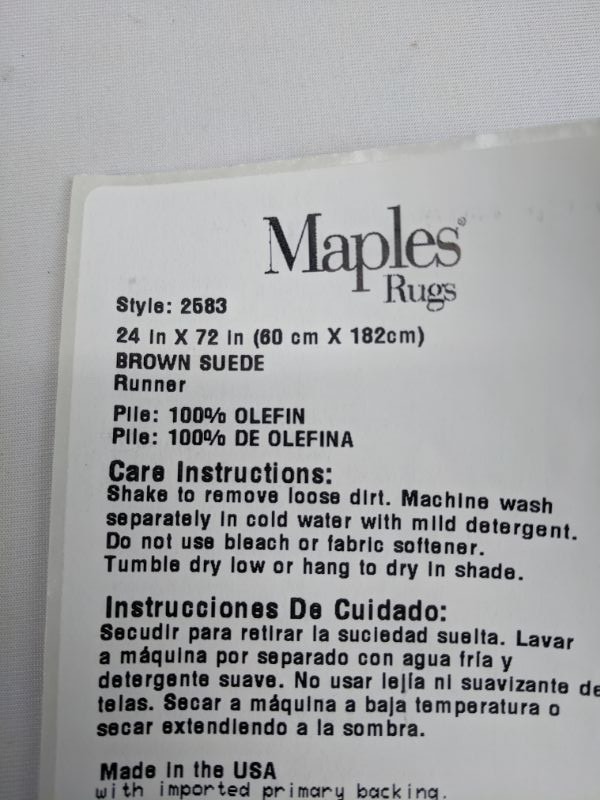 Maples®
Rugs
Style: 2583
24 in X 72 in (60 cm X 182cm)
BROWN SUEDE
Runner
Pile: 100% OLEFIN
Pile: 100% DE OLEFINA
Care Instructions:
Shake to remove loose dirt. Machine wash
separately in cold water with mild detergent.
Do not use bleach or fabric softener.
Tumble dry low or hang to dry in shade.
Instrucciones De Cuidado:
Secudir para retirar la suciedad suelta. Lavar
a máquina por separado con agua fría y
detergente suave. No usar lejía ni suavizante de
telas. Secar a máquina a baja temperatura o
secar extendiendo a la sombra.
Made in the USA
with imported primary backing.